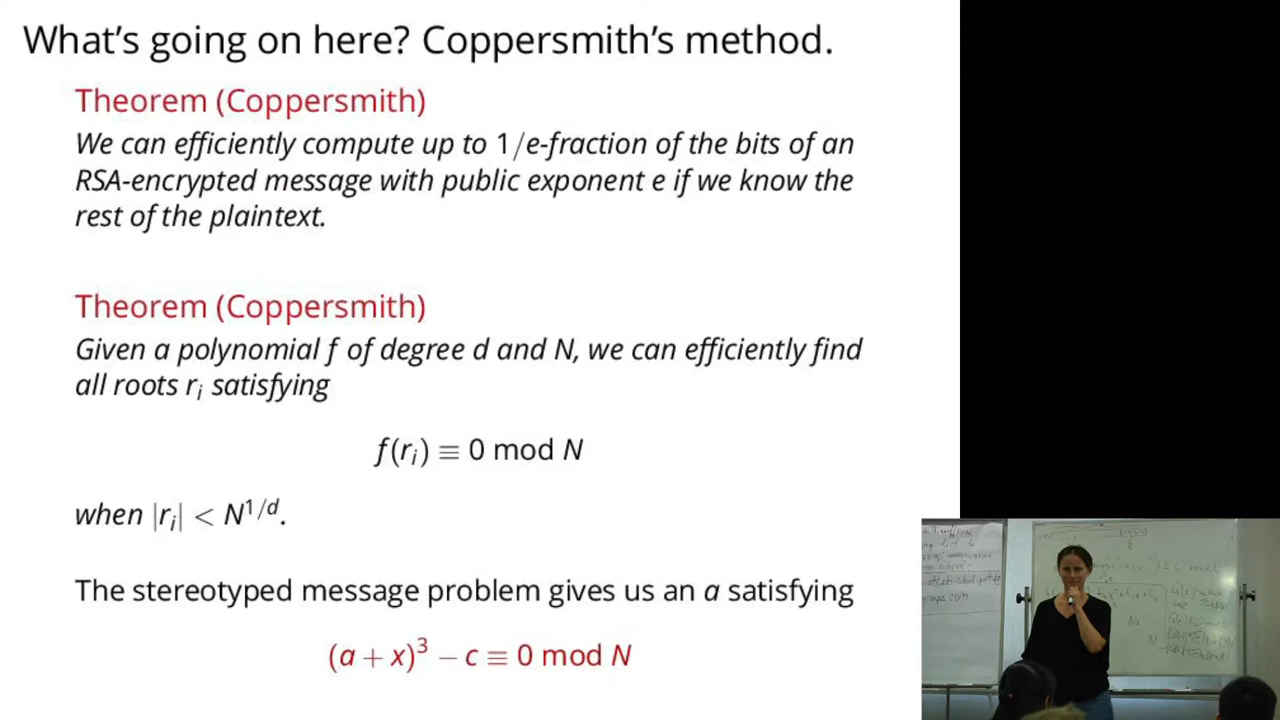 What's going on here? Coppersmith's method.
Theorem (Coppersmith)
We can efficiently compute up to 1/e-fraction of the bits of an
RSA-encrypted message with public exponent e if we know the
rest of the plaintext.
Theorem (Coppersmith)
Given a polynomial f of degree d and N, we can efficiently find
all roots rᵢ satisfying
f(rᵢ) ≡ 0 mod N
when |rᵢ| < N^{1/d}.
The stereotyped message problem gives us an a satisfying
(a + x)³ − c ≡ 0 mod N